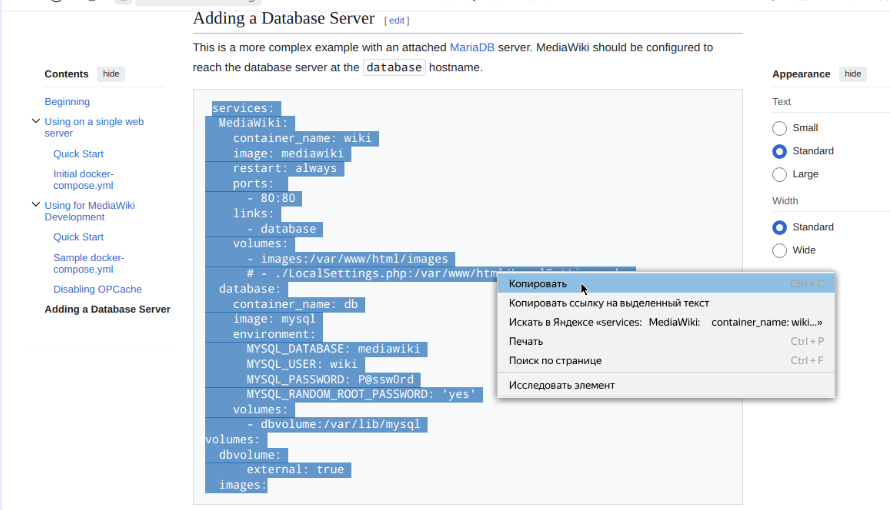 Adding a Database Server [ edit ]
This is a more complex example with an attached MariaDB server. MediaWiki should be configured to
reach the database server at the database hostname.
Contents hide
Beginning
Using on a single web
server
Quick Start
Initial docker-
compose.yml
Using for MediaWiki
Development
Quick Start
Sample docker-
compose.yml
Disabling OPCache
Adding a Database Server
services:
MediaWiki:
container_name: wiki
image: mediawiki
restart: always
ports:
- 80:80
links:
- database
volumes:
- images:/var/www/html/images
# - ./LocalSettings.php:/var/www/html
database:
container_name: db
image: mysql
environment:
MYSQL_DATABASE: mediawiki
MYSQL_USER: wiki
MYSQL_PASSWORD: P@ssw0rd
MYSQL_RANDOM_ROOT_PASSWORD: 'yes'
volumes:
- dbvolume:/var/lib/mysql
volumes:
dbvolume:
external: true
images:
Копировать Ctrl + C
Копировать ссылку на выделенный текст
Искать в Яндексе «services: MediaWiki: container_name: wiki...»
Печать Ctrl + P
Поиск по странице Ctrl + F
Исследовать элемент
Appearance hide
Text
Small
Standard
Large
Width
Standard
Wide